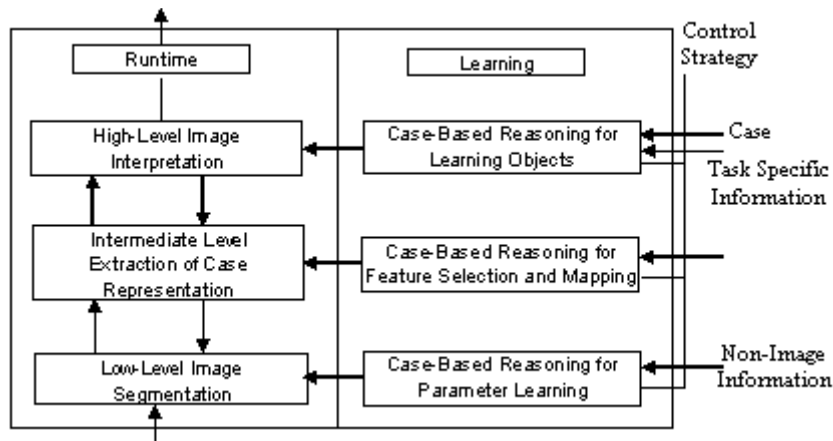 Runtime
Learning
Control
Strategy
High-Level Image
Interpretation
Case-Based Reasoning for
Learning Objects
Case
Task Specific
Information
Intermediate Level
Extraction of Case
Representation
Case-Based Reasoning for
Feature Selection and Mapping
Low-Level Image
Segmentation
Case-Based Reasoning for
Parameter Learning
Non-Image
Information